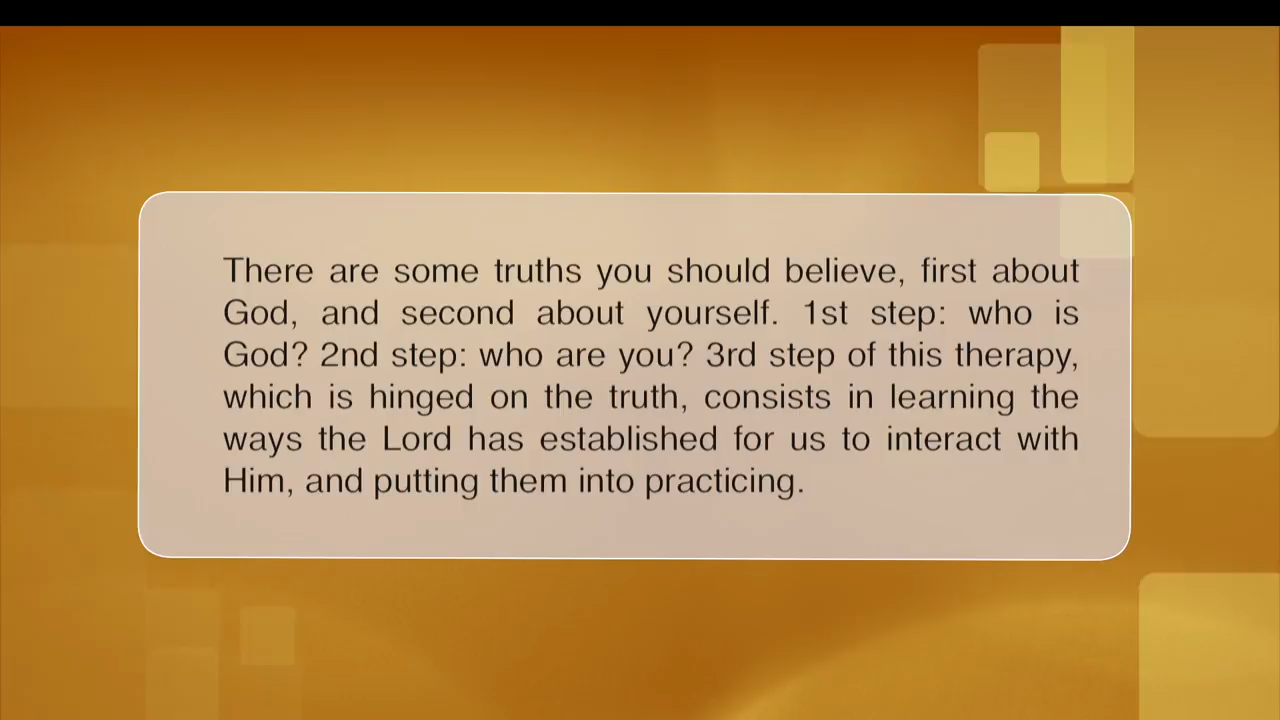 There are some truths you should believe, first about
God, and second about yourself. 1st step: who is
God? 2nd step: who are you? 3rd step of this therapy,
which is hinged on the truth, consists in learning the
ways the Lord has established for us to interact with
Him, and putting them into practicing.